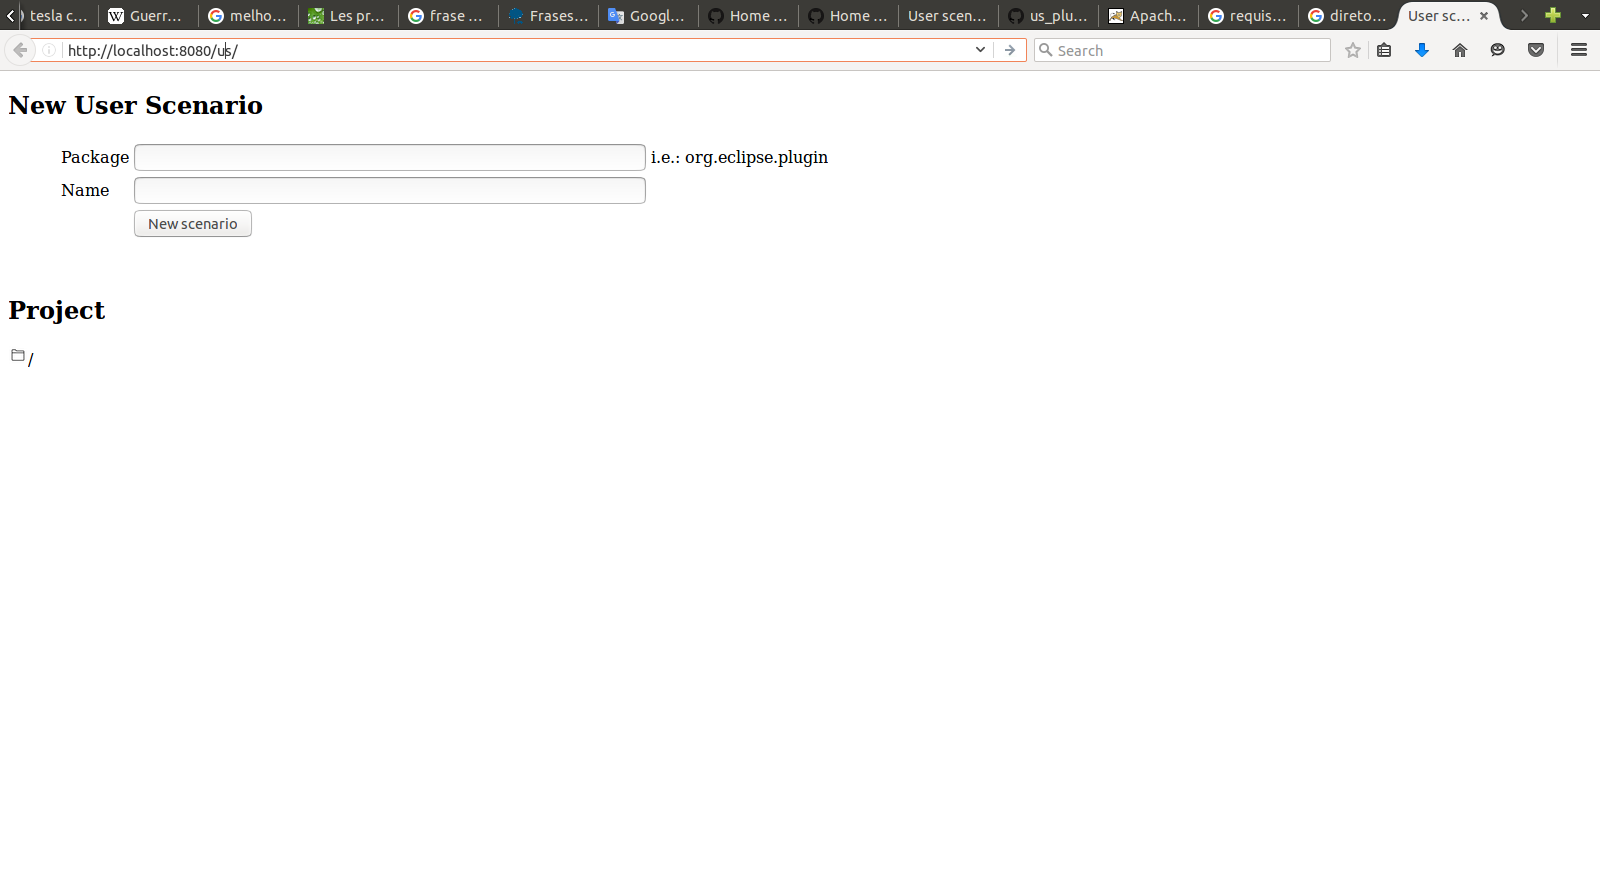 tesla c... Guerr... melho... Les pr... frase ... Frases... Googl... Home ... Home ... User scen... us_plu... Apach... requis... direto... User sc...
http://localhost:8080/us/ Search
New User Scenario
Package i.e.: org.eclipse.plugin
Name
New scenario
Project
/